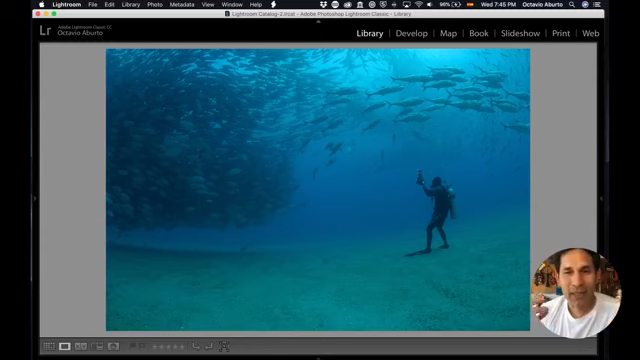 Lightroom File Edit Library Photo Metadata View Window Help 96% Wed 7:45 PM Octavio Aburto
Lightroom Catalog-2.lrcat - Adobe Photoshop Lightroom Classic - Library
Lr Adobe Lightroom Classic CC
Octavio Aburto
Library | Develop | Map | Book | Slideshow | Print | Web